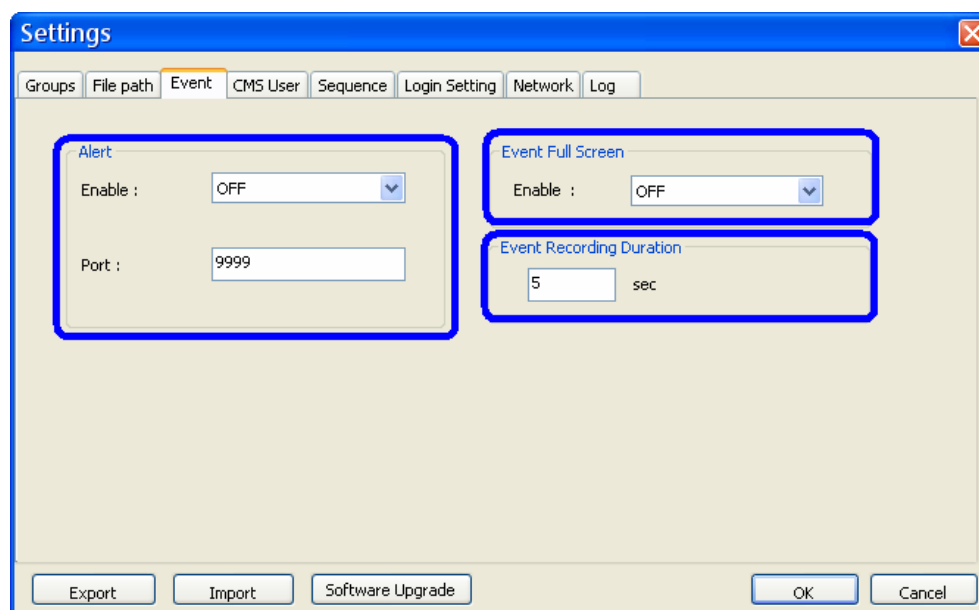 Settings
Groups File path Event CMS User Sequence Login Setting Network Log
Alert
Enable : OFF
Port : 9999
Event Full Screen
Enable : OFF
Event Recording Duration
5 sec
Export Import Software Upgrade OK Cancel